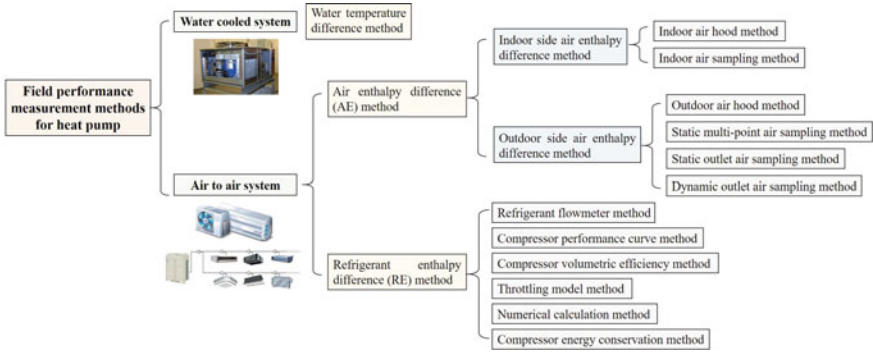 Field performance
measurement methods
for heat pump
Water cooled system
Water temperature
difference method
Air to air system
Air enthalpy difference
(AE) method
Indoor side air enthalpy
difference method
Indoor air hood method
Indoor air sampling method
Outdoor side air enthalpy
difference method
Outdoor air hood method
Static multi-point air sampling method
Static outlet air sampling method
Dynamic outlet air sampling method
Refrigerant enthalpy
difference (RE) method
Refrigerant flowmeter method
Compressor performance curve method
Compressor volumetric efficiency method
Throttling model method
Numerical calculation method
Compressor energy conservation method